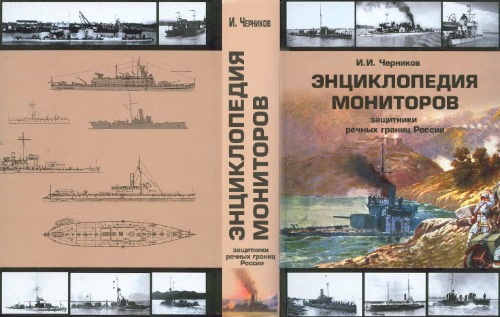 И. ЧЕРНИКОВ
ЭНЦИКЛОПЕДИЯ
МОНИТОРОВ
защитники
речных границ
России
И.И. Черников
ЭНЦИКЛОПЕДИЯ
МОНИТОРОВ
защитники
речных границ России